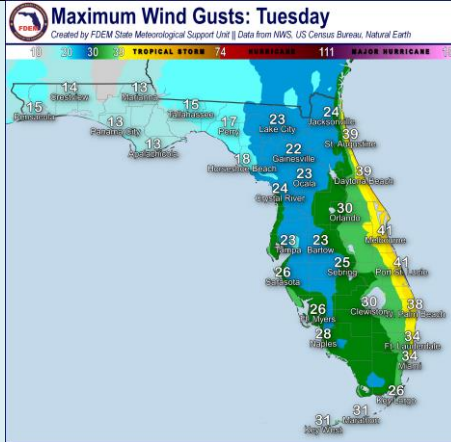 FDEM
Maximum Wind Gusts: Tuesday
Created by FDEM State Meteorological Support Unit || Data from NWS, US Census Bureau, Natural Earth
10 20 30 TROPICAL STORM 74 HURRICANE 111 MAJOR HURRICANE
14
Crestview
13
Marianna
15
Pensacola
13
Panama City
15
Tallahassee
13
Apalachicola
17
Perry
23
Lake City
24
Jacksonville
39
St. Augustine
18
Horseshoe Beach
22
Gainesville
23
Ocala
39
Daytona Beach
24
Crystal River
30
Orlando
41
Melbourne
23
Tampa
23
Bartow
25
Sebring
41
Port St. Lucie
26
Sarasota
30
Clewiston
38
W. Palm Beach
26
Ft. Myers
28
Naples
34
Ft. Lauderdale
34
Miami
26
Key Largo
31
Marathon
31
Key West